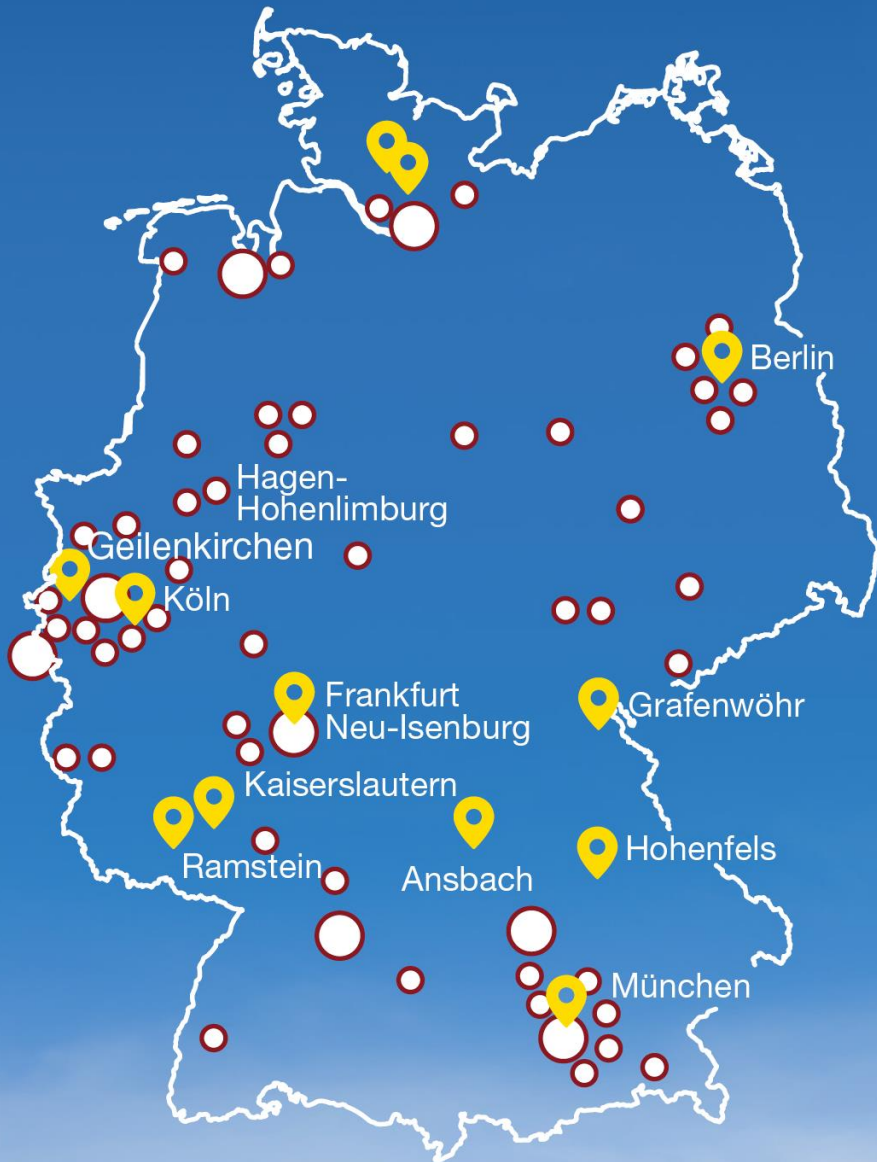 Berlin
Hagen-
Hohenlimburg
Geilenkirchen
Köln
Frankfurt
Neu-Isenburg
Grafenwöhr
Kaiserslautern
Ramstein
Ansbach
Hohenfels
München